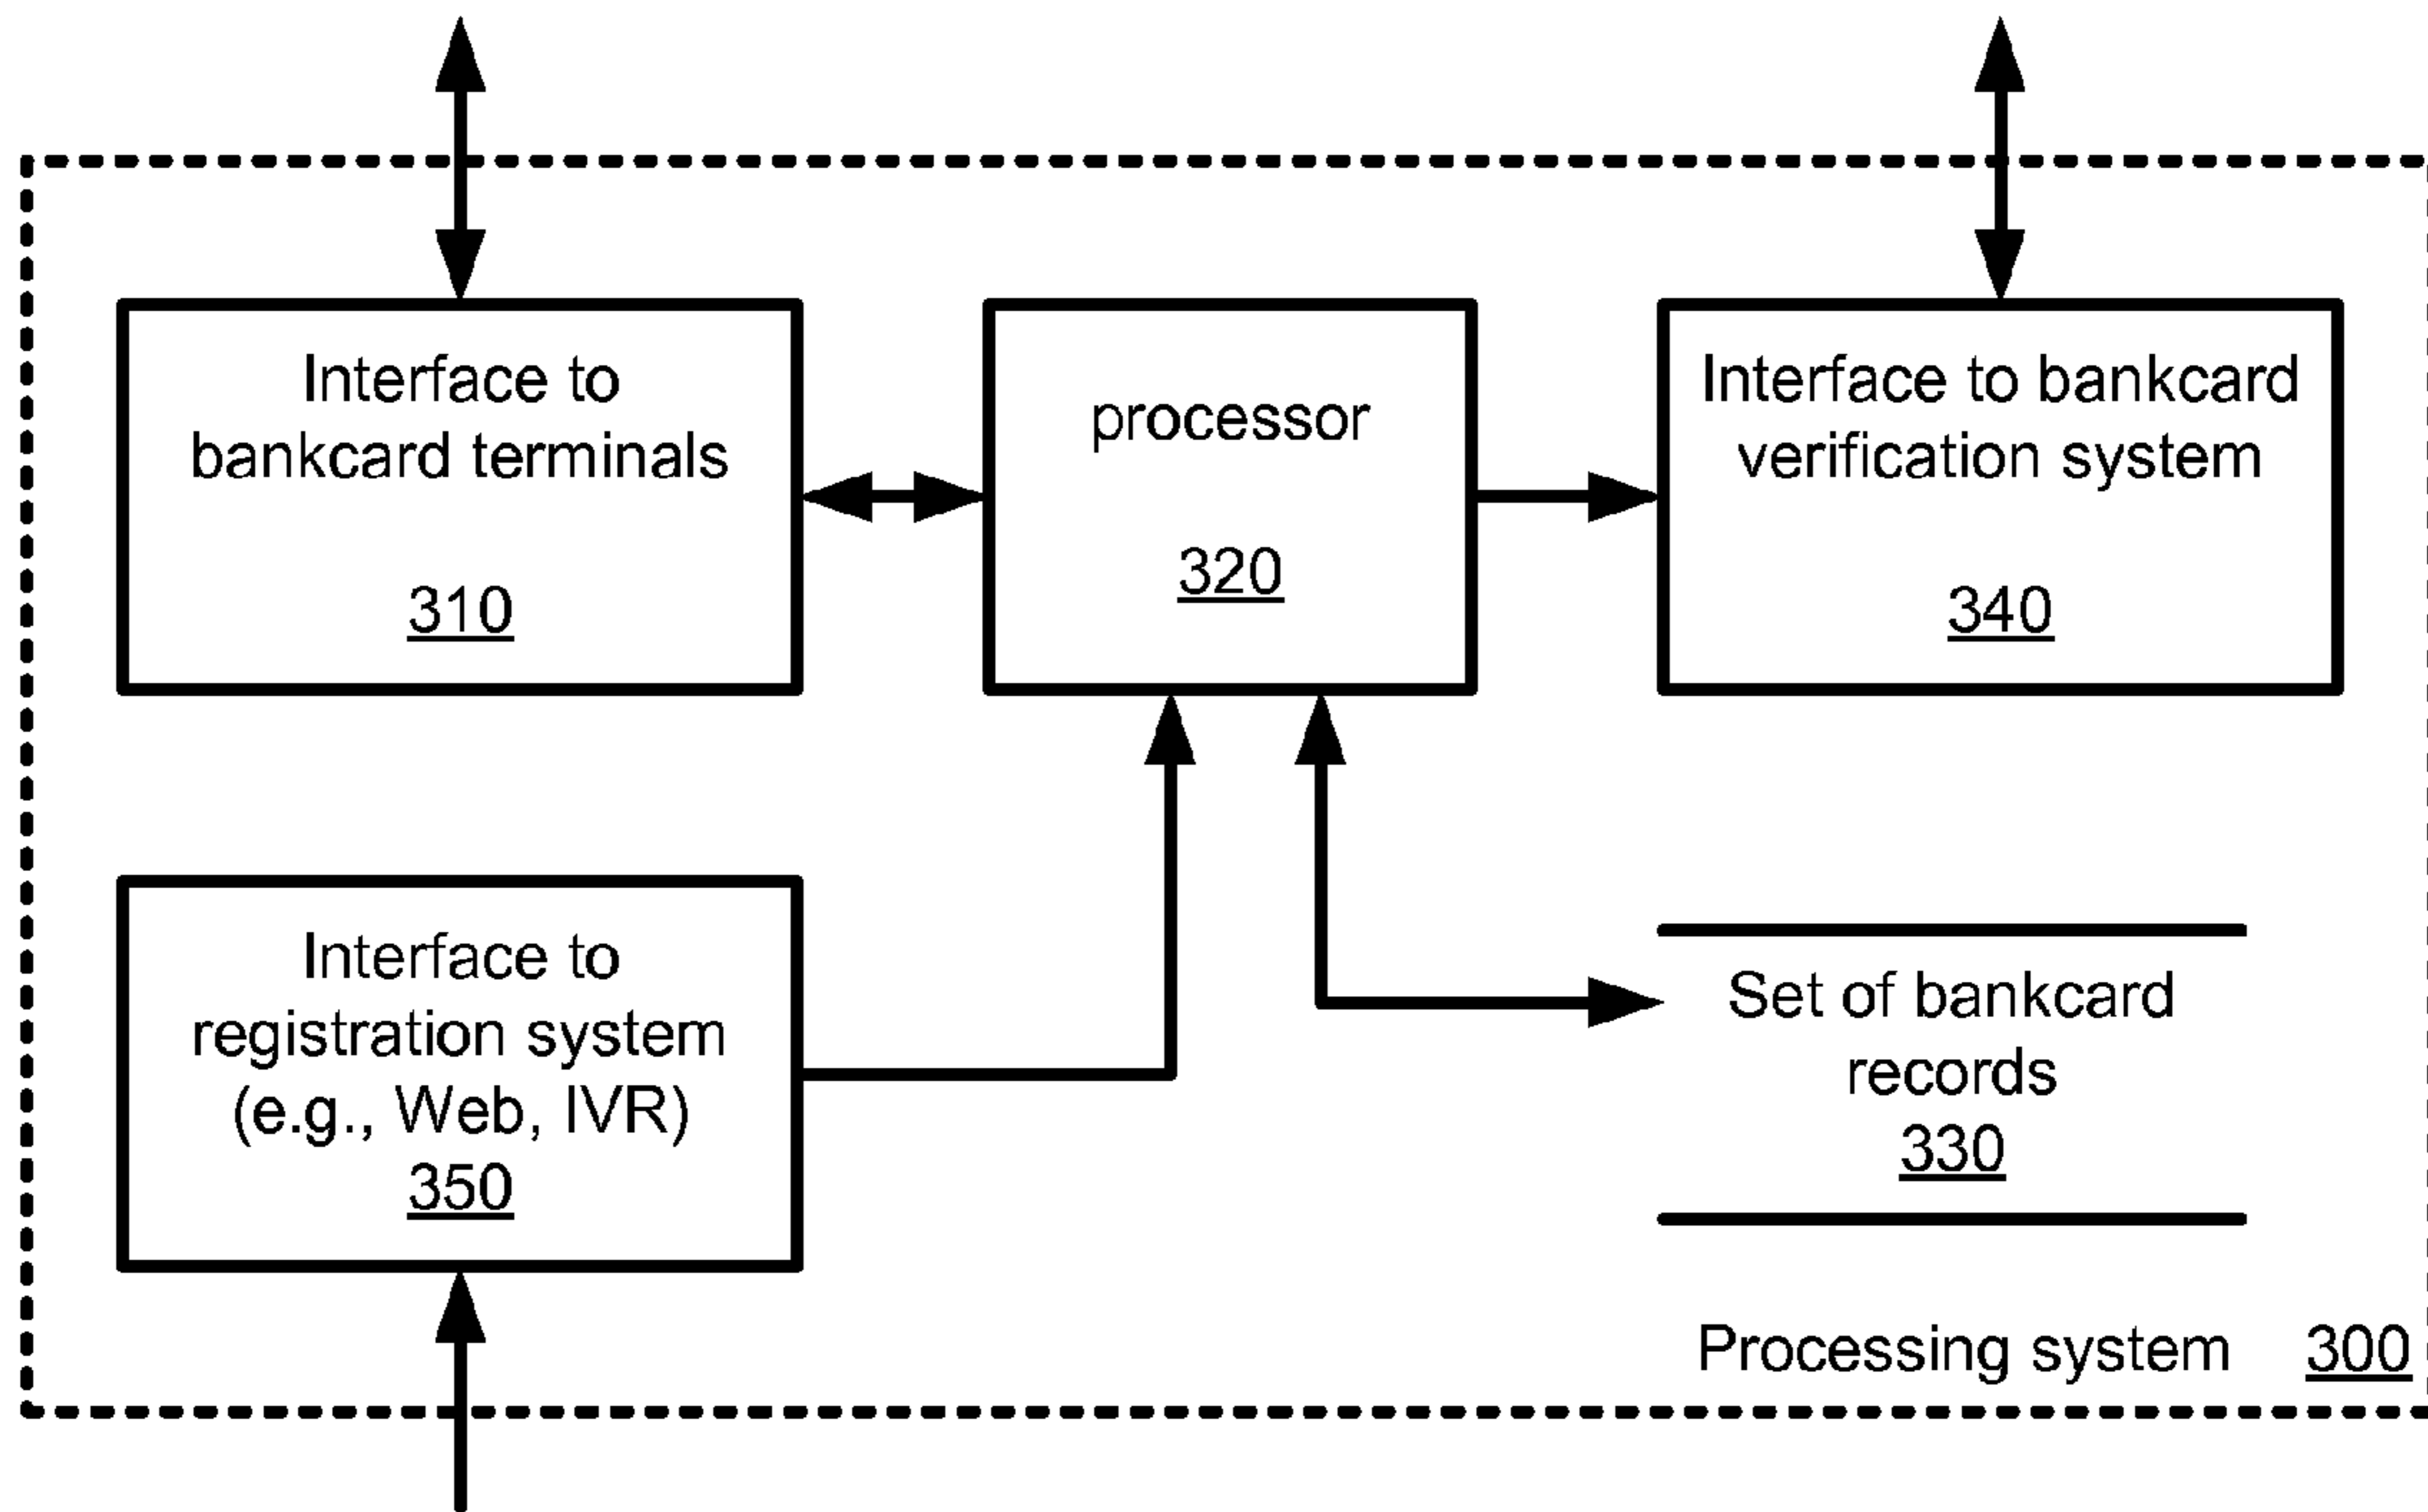 Interface to
bankcard terminals
310
processor
320
Interface to bankcard
verification system
340
Interface to
registration system
(e.g., Web, IVR)
350
Set of bankcard
records
330
Processing system 300